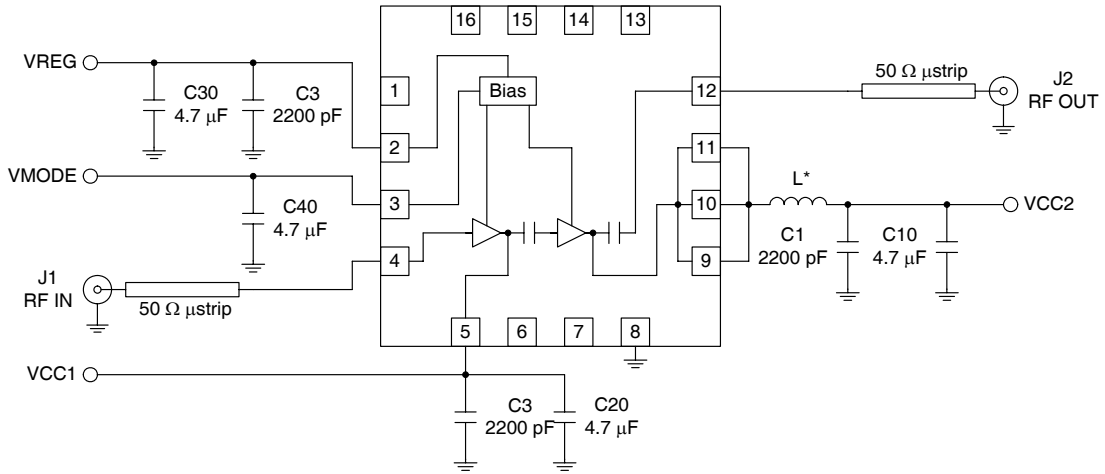 16
15
14
13
VREG
C30
4.7 µF
C3
2200 pF
1
Bias
12
50 Ω µstrip
J2
RF OUT
2
11
VMODE
C40
4.7 µF
3
10
L*
VCC2
C1
2200 pF
C10
4.7 µF
4
9
J1
RF IN
50 Ω µstrip
5
6
7
8
VCC1
C3
2200 pF
C20
4.7 µF